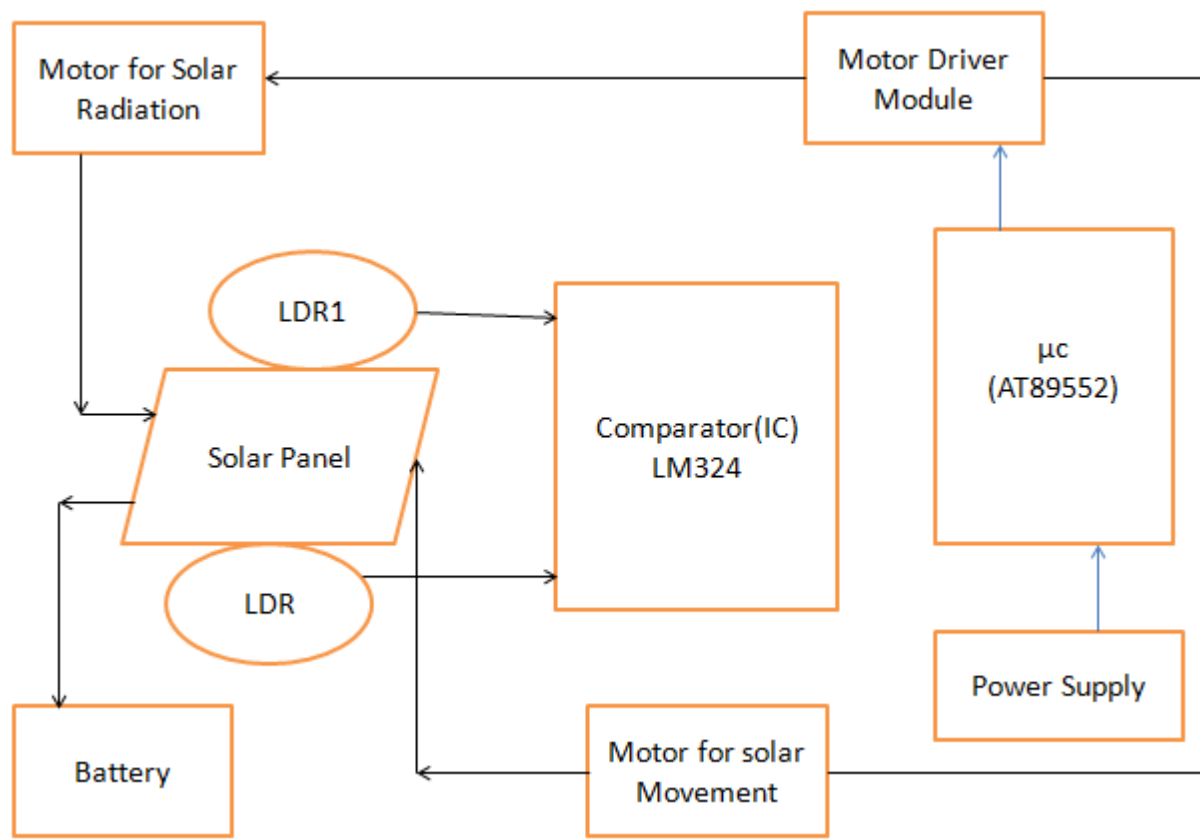 Motor for Solar
Radiation
Motor Driver
Module
LDR1
µc
(AT89552)
Comparator(IC)
LM324
Solar Panel
LDR
Power Supply
Battery
Motor for solar
Movement